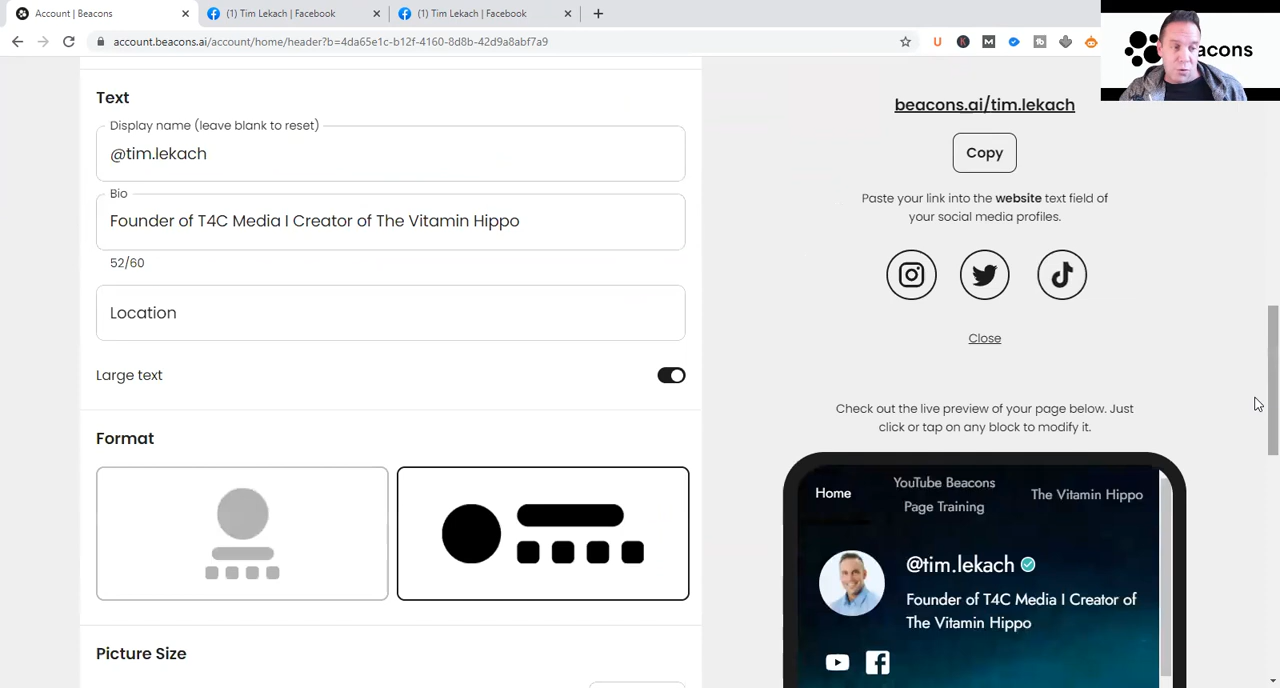 Account | Beacons
(1) Tim Lekach | Facebook
(1) Tim Lekach | Facebook
account.beacons.ai/account/home/header?b=4da65e1c-b12f-4160-8d8b-42d9a8abf7a9
Text
Display name (leave blank to reset)
@tim.lekach
Bio
Founder of T4C Media I Creator of The Vitamin Hippo
52/60
Location
Large text
Format
Picture Size
beacons.ai/tim.lekach
Copy
Paste your link into the website text field of
your social media profiles.
Close
Check out the live preview of your page below. Just
click or tap on any block to modify it.
Home
YouTube Beacons
Page Training
The Vitamin Hippo
@tim.lekach
Founder of T4C Media I Creator of
The Vitamin Hippo